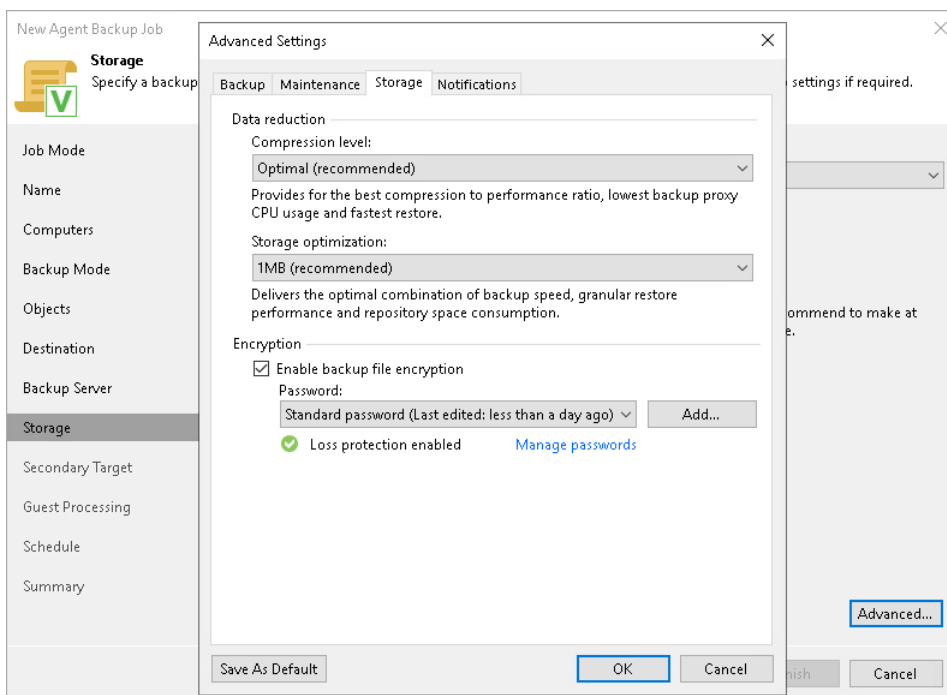 New Agent Backup Job
Storage
Specify a backup
settings if required.
Job Mode
Name
Computers
Backup Mode
Objects
Destination
Backup Server
Storage
Secondary Target
Guest Processing
Schedule
Summary
Advanced Settings
Backup Maintenance Storage Notifications
Data reduction
Compression level:
Optimal (recommended)
Provides for the best compression to performance ratio, lowest backup proxy
CPU usage and fastest restore.
Storage optimization:
1MB (recommended)
Delivers the optimal combination of backup speed, granular restore
performance and repository space consumption.
Encryption
Enable backup file encryption
Password:
Standard password (Last edited: less than a day ago)
Add...
Loss protection enabled
Manage passwords
Save As Default
OK
Cancel
ommend to make at
e.
Advanced...
nish
Cancel